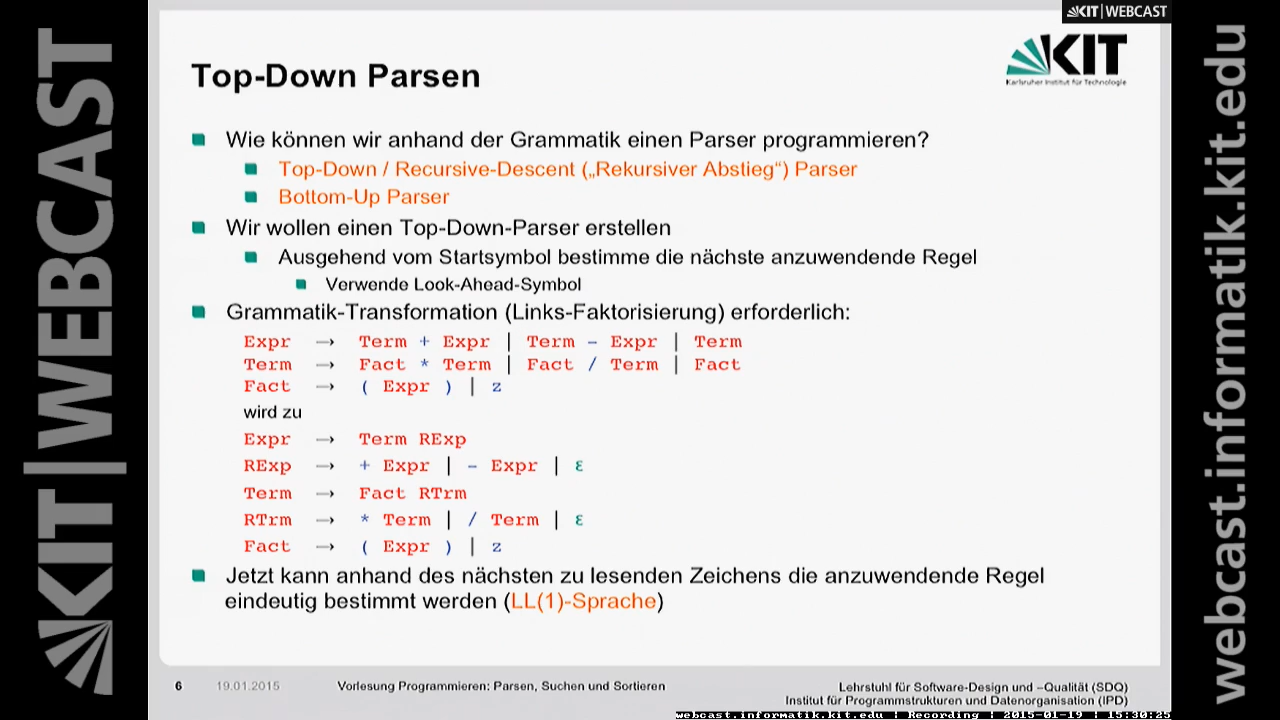 KIT | WEBCAST
KIT | WEBCAST
webcast.informatik.kit.edu
KIT
Karlsruher Institut für Technologie
Top-Down Parsen
Wie können wir anhand der Grammatik einen Parser programmieren?
Top-Down / Recursive-Descent („Rekursiver Abstieg“) Parser
Bottom-Up Parser
Wir wollen einen Top-Down-Parser erstellen
Ausgehend vom Startsymbol bestimme die nächste anzuwendende Regel
Verwende Look-Ahead-Symbol
Grammatik-Transformation (Links-Faktorisierung) erforderlich:
Expr → Term + Expr | Term – Expr | Term
Term → Fact * Term | Fact / Term | Fact
Fact → ( Expr ) | z
wird zu
Expr → Term RExp
RExp → + Expr | – Expr | ε
Term → Fact RTrm
RTrm → * Term | / Term | ε
Fact → ( Expr ) | z
Jetzt kann anhand des nächsten zu lesenden Zeichens die anzuwendende Regel
eindeutig bestimmt werden (LL(1)-Sprache)
6 19.01.2015 Vorlesung Programmieren: Parsen, Suchen und Sortieren
Lehrstuhl für Software-Design und –Qualität (SDQ)
Institut für Programmstrukturen und Datenorganisation (IPD)
webcast.informatik.kit.edu | Recording | 2015-01-19 | 15:30:25